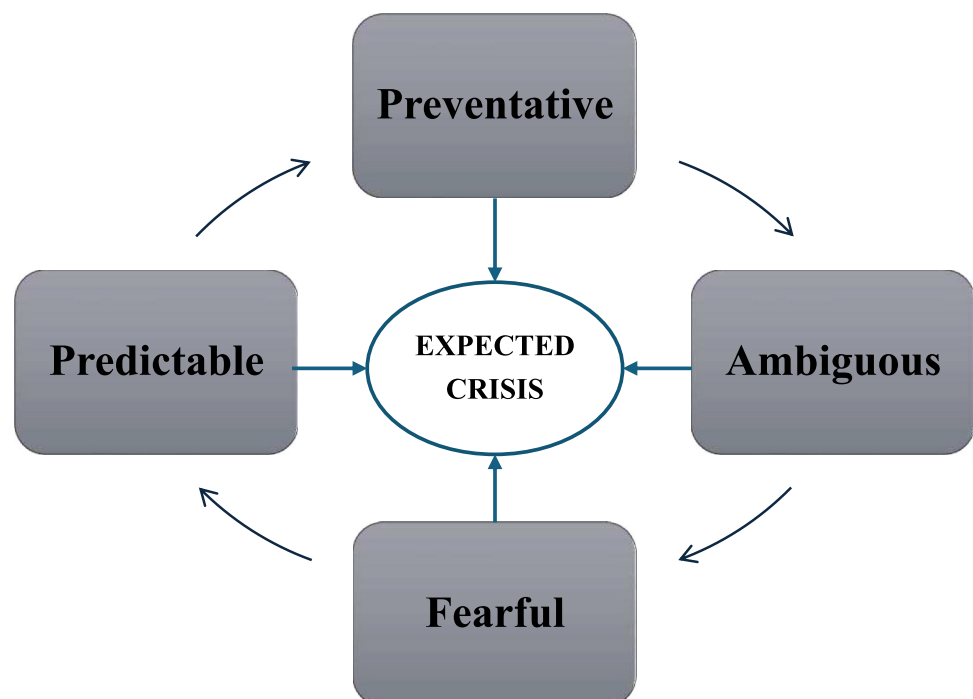 Preventative
Predictable
EXPECTED
CRISIS
Ambiguous
Fearful